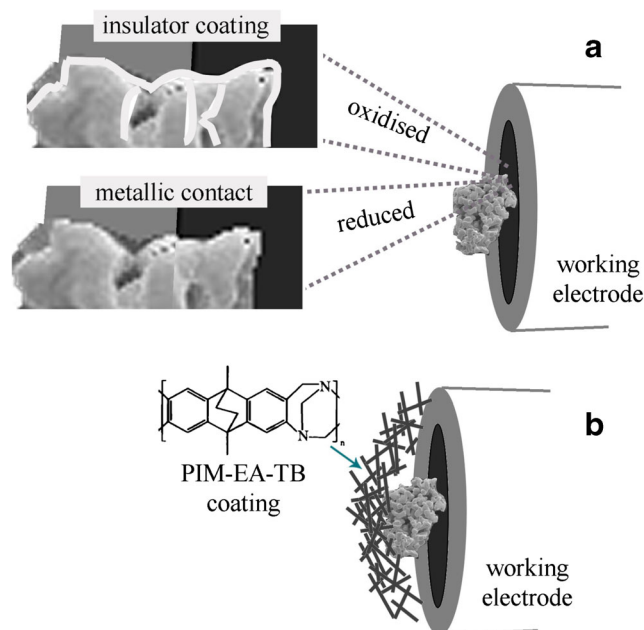 insulator coating
a
oxidised
metallic contact
reduced
working
electrode
N
N
n
b
PIM-EA-TB
coating
working
electrode